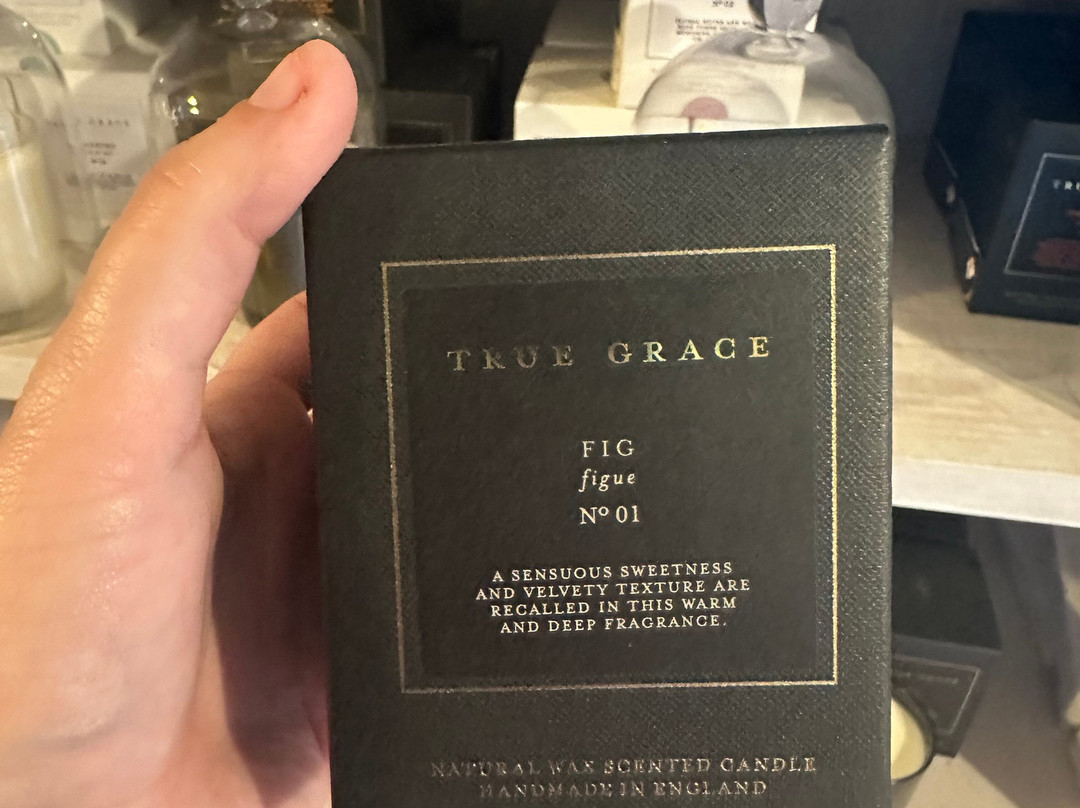 TRUE GRACE
FIG
figue
Nº 01
A SENSUOUS SWEETNESS
AND VELVETY TEXTURE ARE
RECALLED IN THIS WARM
AND DEEP FRAGRANCE.
NATURAL WAX SCENTED CANDLE
HANDMADE IN ENGLAND